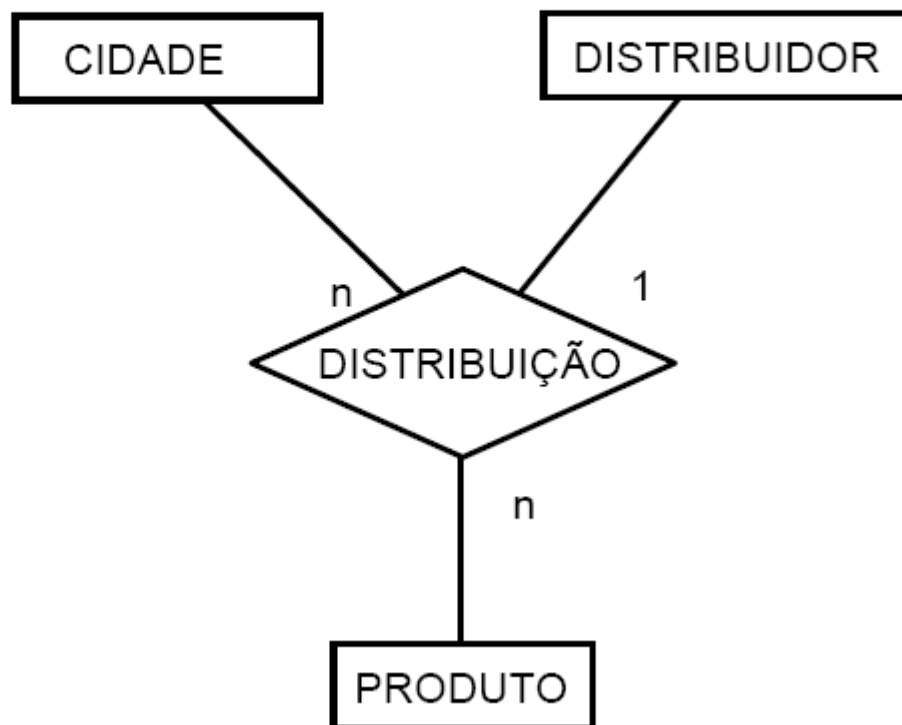 CIDADE
DISTRIBUIDOR
n
1
DISTRIBUIÇÃO
n
PRODUTO